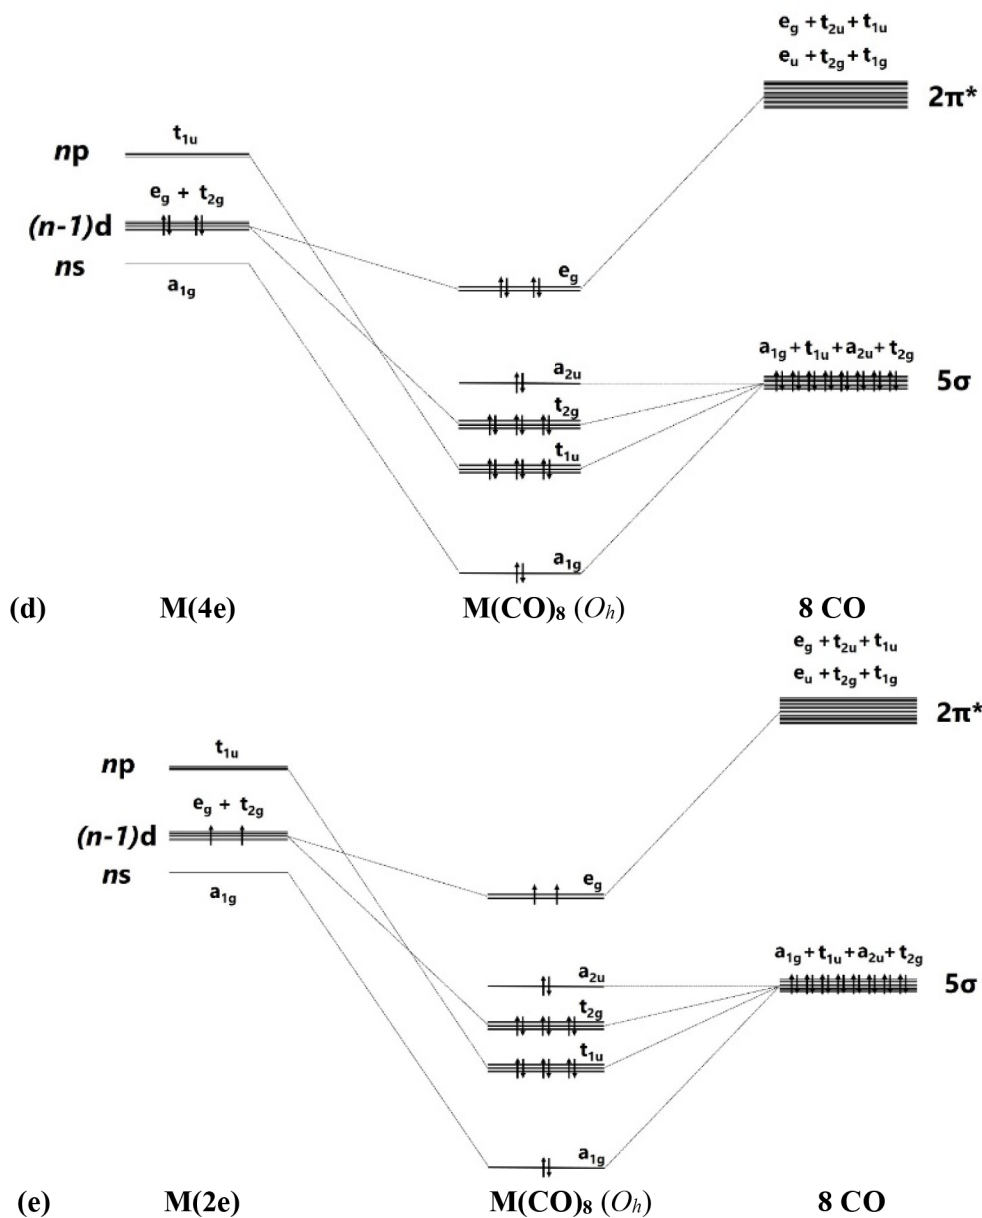 e_g + t_2u + t_1u
e_u + t_2g + t_1g
2π*
t_1u
np
e_g + t_2g
(n-1)d
ns
a_1g
e_g
a_1g + t_1u + a_2u + t_2g
5σ
a_2u
t_2g
t_1u
a_1g
(d) M(4e) M(CO)₈ (O_h) 8 CO
e_g + t_2u + t_1u
e_u + t_2g + t_1g
2π*
t_1u
np
e_g + t_2g
(n-1)d
ns
a_1g
e_g
a_1g + t_1u + a_2u + t_2g
5σ
a_2u
t_2g
t_1u
a_1g
(e) M(2e) M(CO)₈ (O_h) 8 CO